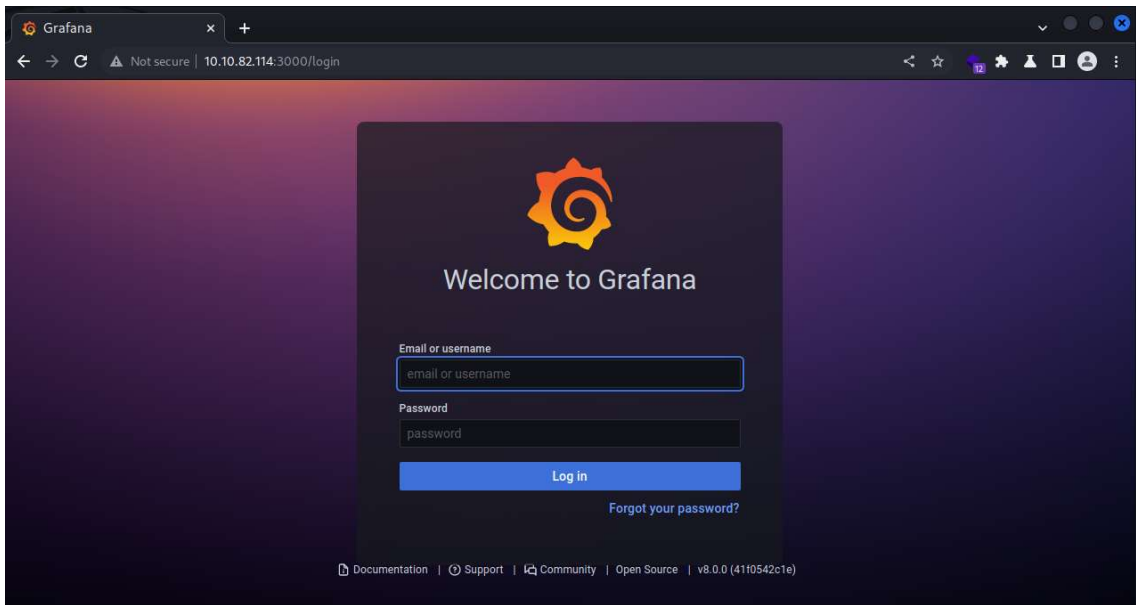 Grafana
Not secure | 10.10.82.114:3000/login
12
Welcome to Grafana
Email or username
email or username
Password
password
Log in
Forgot your password?
Documentation | Support | Community | Open Source | v8.0.0 (41f0542c1e)